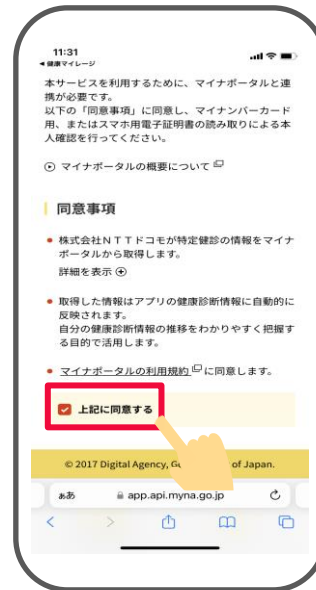 11:31
◀ 健康マイレージ
本サービスを利用するために、マイナポータルと連
携が必要です。
以下の「同意事項」に同意し、マイナンバーカード
用、またはスマホ用電子証明書の読み取りによる本
人確認を行ってください。
マイナポータルの概要について
同意事項
• 株式会社NTTドコモが特定健診の情報をマイナ
ポータルから取得します。
詳細を表示 ⊕
• 取得した情報はアプリの健康診断情報に自動的に
反映されます。
自分の健康診断情報の推移をわかりやすく把握す
る目的で活用します。
• マイナポータルの利用規約に同意します。
上記に同意する
© 2017 Digital Agency, of Japan.
ぁあ app.api.myna.go.jp